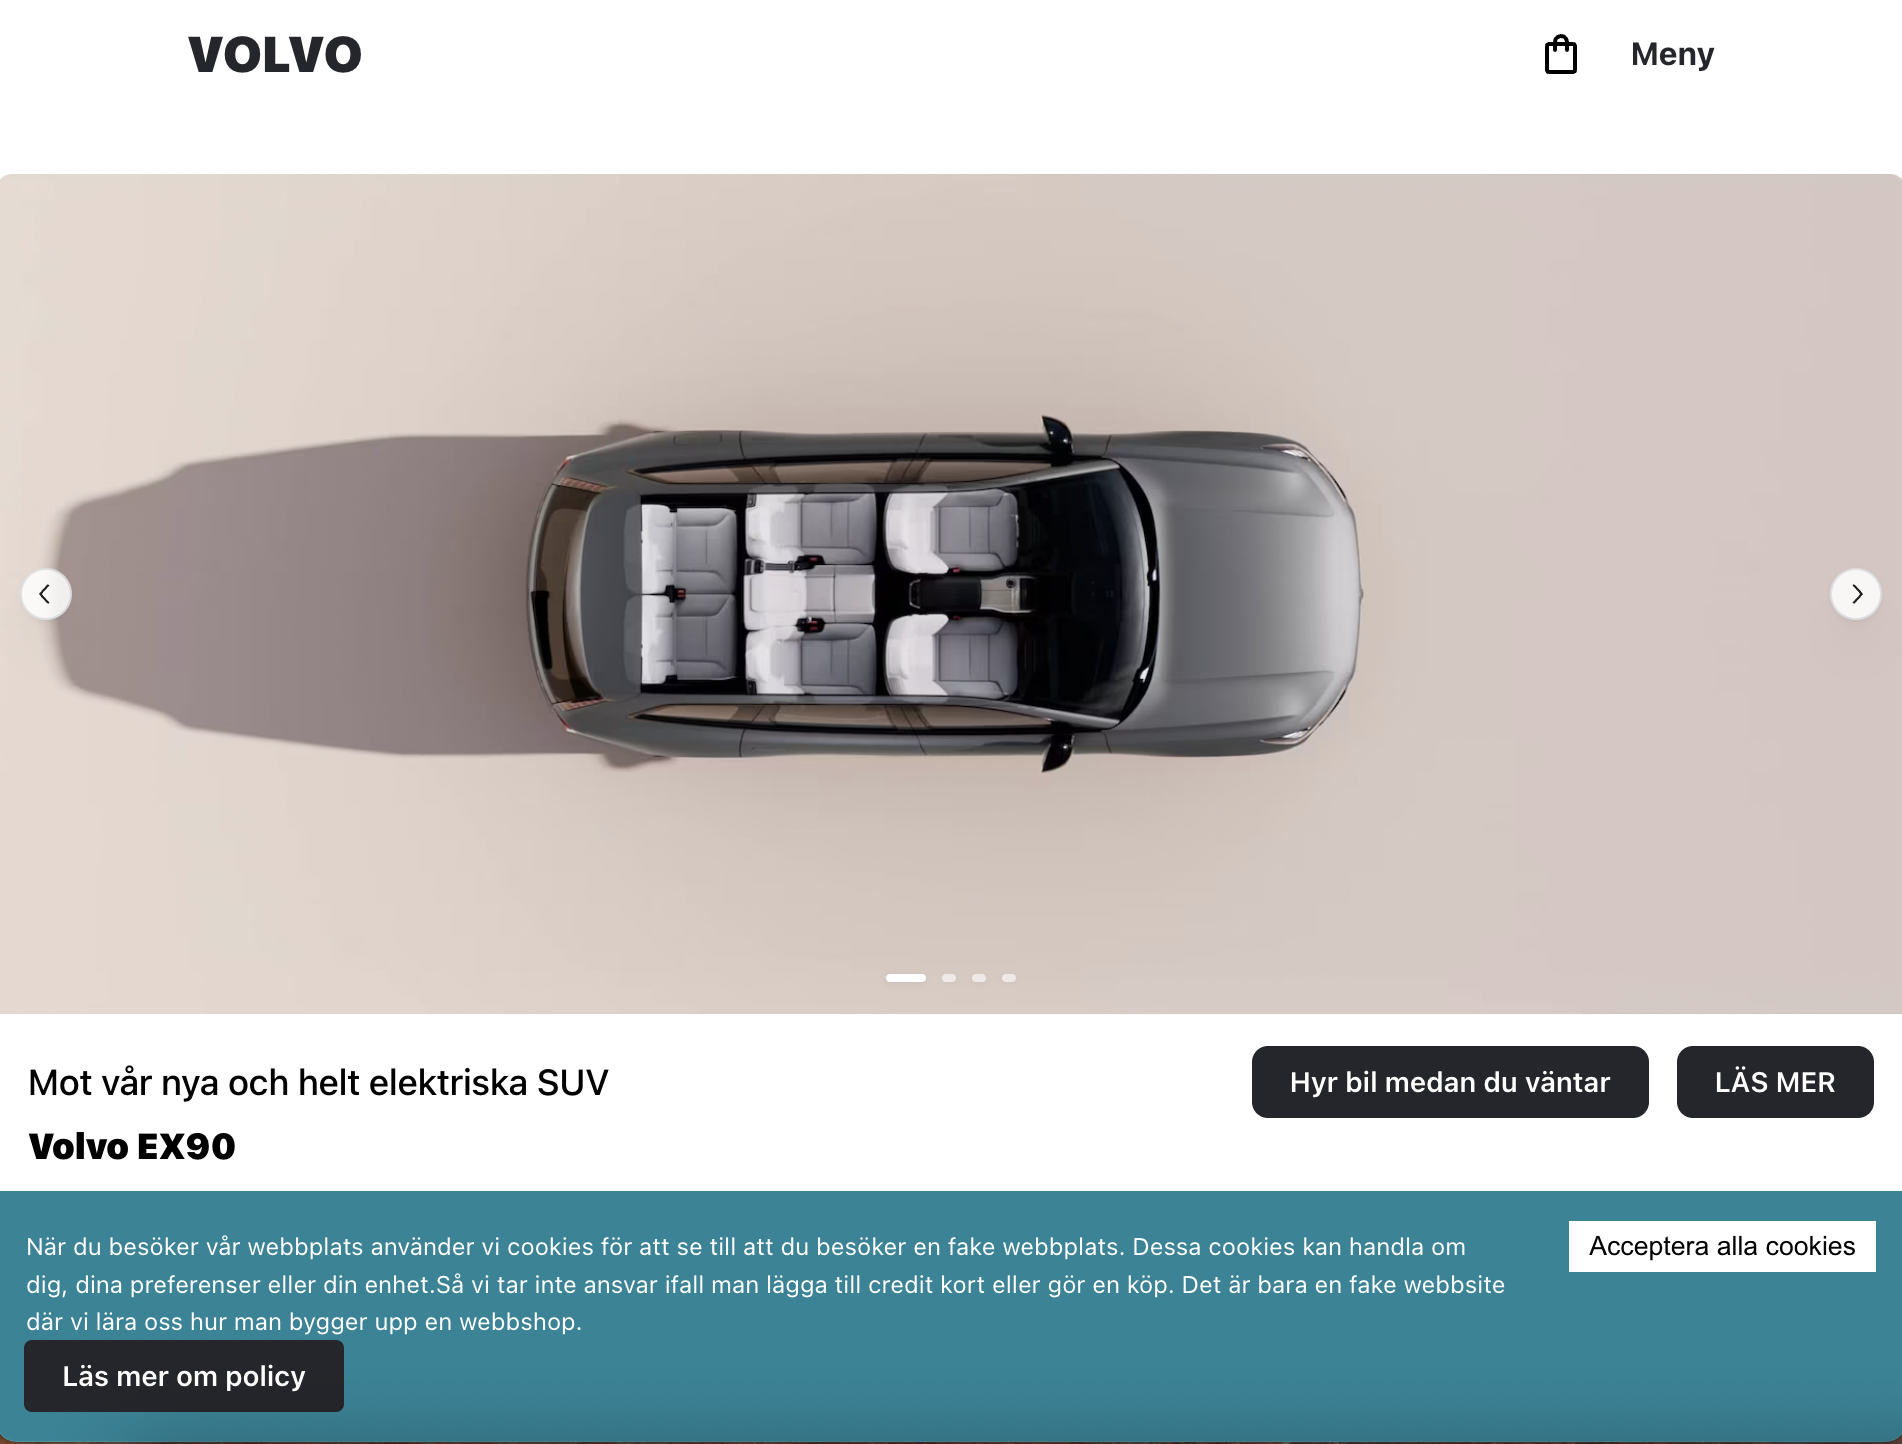 VOLVO
Meny
Mot vår nya och helt elektriska SUV
Hyr bil medan du väntar
LÄS MER
Volvo EX90
När du besöker vår webbplats använder vi cookies för att se till att du besöker en fake webbplats. Dessa cookies kan handla om
dig, dina preferenser eller din enhet.Så vi tar inte ansvar ifall man lägga till credit kort eller gör en köp. Det är bara en fake webbsite
där vi lära oss hur man bygger upp en webbshop.
Acceptera alla cookies
Läs mer om policy